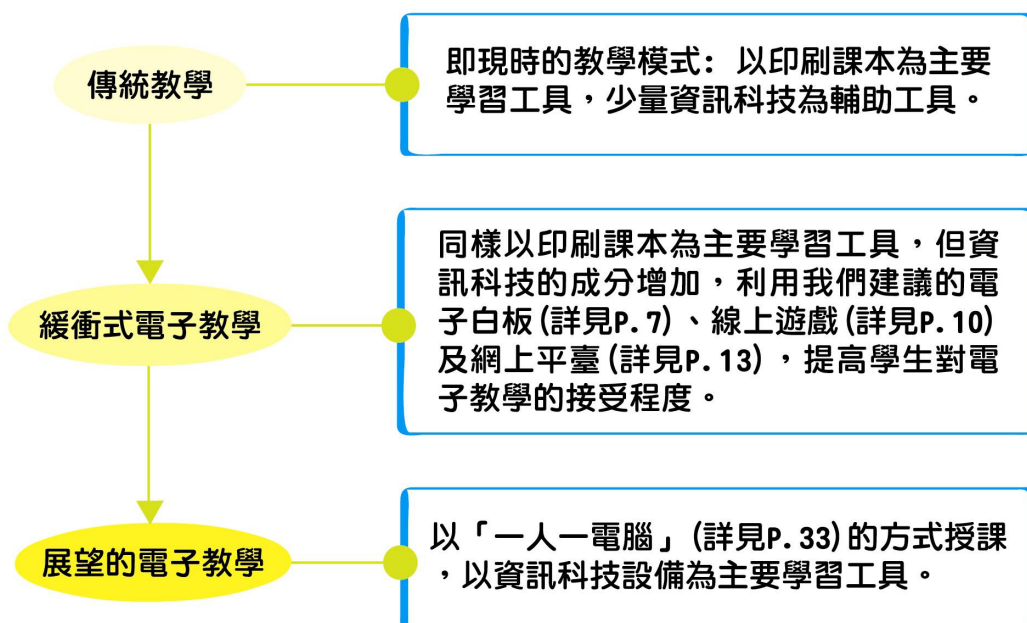 傳統教學
即現時的教學模式: 以印刷課本為主要
學習工具，少量資訊科技為輔助工具。
緩衝式電子教學
同樣以印刷課本為主要學習工具，但資
訊科技的成分增加，利用我們建議的電
子白板(詳見P.7)、線上遊戲(詳見P.10)
及網上平臺(詳見P.13)，提高學生對電
子教學的接受程度。
展望的電子教學
以「一人一電腦」(詳見P.33)的方式授課
，以資訊科技設備為主要學習工具。